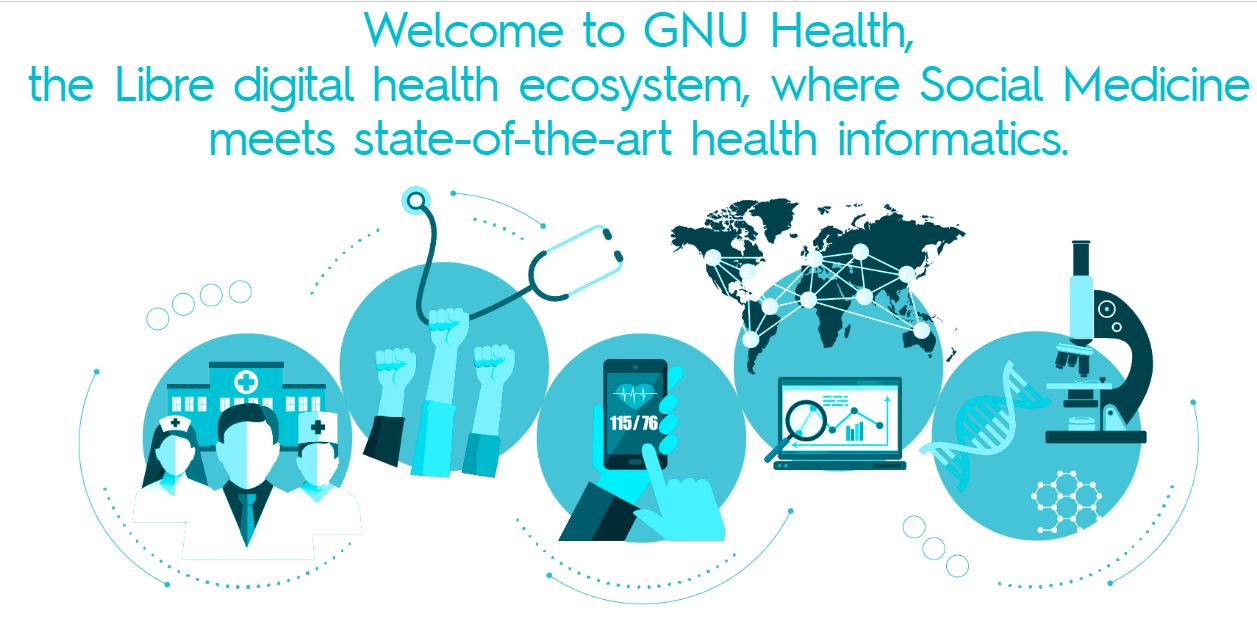 Welcome to GNU Health,
the Libre digital health ecosystem, where Social Medicine
meets state-of-the-art health informatics.
115/76